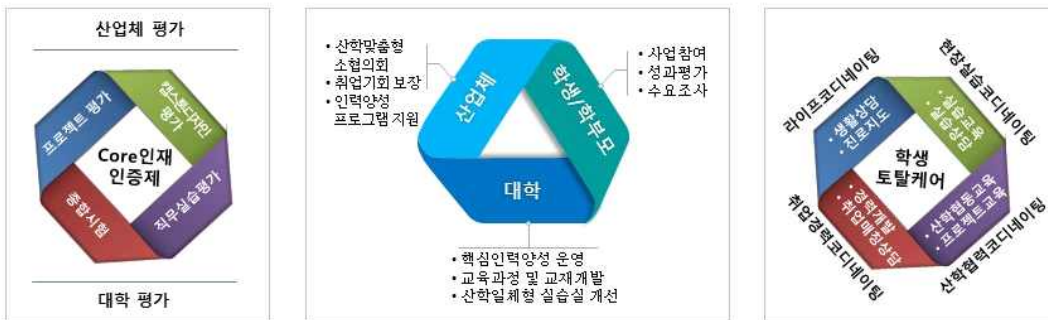 산업체 평가
프로젝트 평가
캡스톤디자인
평가
Core인재
인증제
종합시험
직무실습평가
대학 평가
• 산학맞춤형
소협의회
• 취업기회 보장
• 인력양성
프로그램 지원
산업체
학생/학부모
• 사업참여
• 성과평가
• 수요조사
대학
• 핵심인력양성 운영
• 교육과정 및 교재개발
• 산학일체형 실습실 개선
라이프코디네이팅
현장실습코디네이팅
• 생활상담
• 진로지도
• 실습교육
• 실습상담
학생
토탈케어
• 경력개발
• 취업매칭상담
• 산학협동교육
• 프로젝트교육
취업경력코디네이팅
산학협력코디네이팅